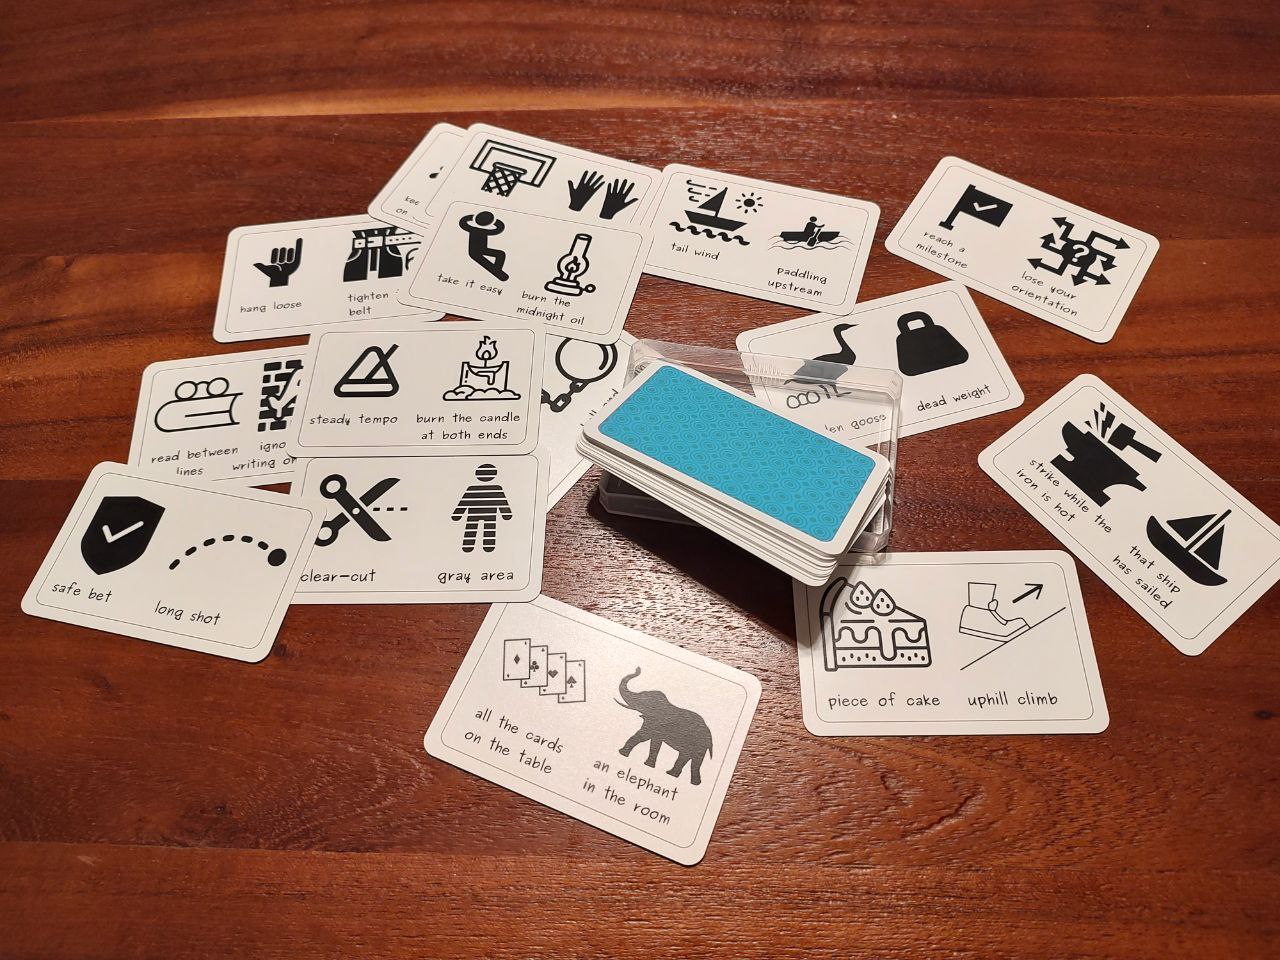 on
tail wind
paddling
upstream
reach a
milestone
lose your
orientation
hang loose
tighten
belt
take it easy
burn the
midnight oil
steady tempo
burn the candle
at both ends
dead weight
goose
read between
lines
writing
strike while the
iron is hot
that ship
has sailed
safe bet
long shot
clear-cut
gray area
piece of cake
uphill climb
all the cards
on the table
an elephant
in the room